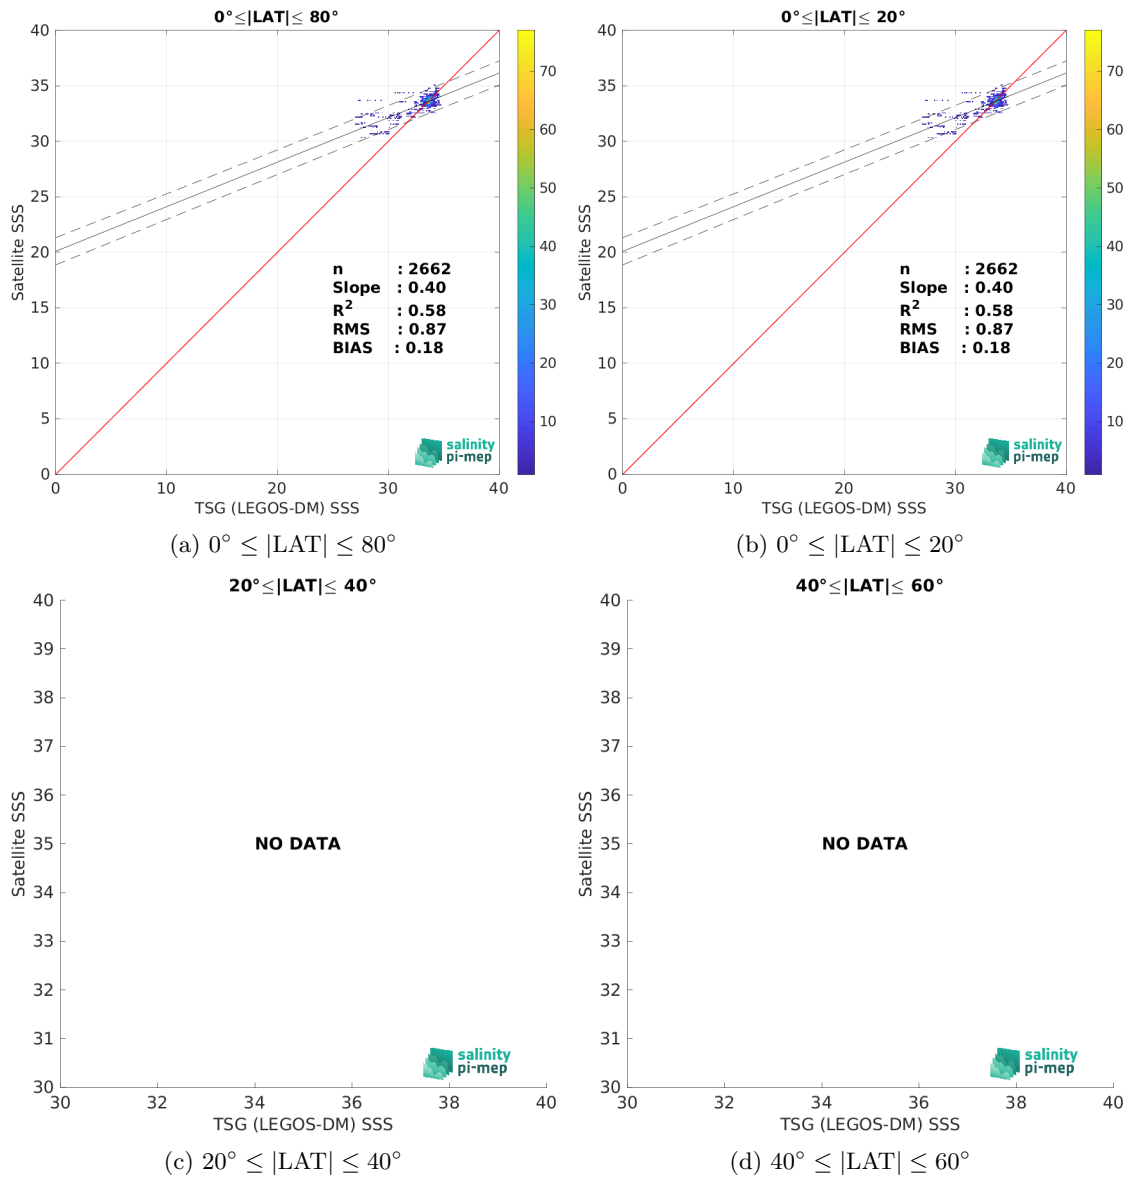 0°≤|LAT|≤ 80°
40
35
30
25
20
15
10
5
0
Satellite SSS
n : 2662
Slope : 0.40
R² : 0.58
RMS : 0.87
BIAS : 0.18
salinity
pi-mep
0 10 20 30 40
TSG (LEGOS-DM) SSS
70
60
50
40
30
20
10
(a) 0° ≤ |LAT| ≤ 80°
0°≤|LAT|≤ 20°
40
35
30
25
20
15
10
5
0
Satellite SSS
n : 2662
Slope : 0.40
R² : 0.58
RMS : 0.87
BIAS : 0.18
salinity
pi-mep
0 10 20 30 40
TSG (LEGOS-DM) SSS
70
60
50
40
30
20
10
(b) 0° ≤ |LAT| ≤ 20°
20°≤|LAT|≤ 40°
40
39
38
37
36
35
34
33
32
31
30
Satellite SSS
NO DATA
salinity
pi-mep
30 32 34 36 38 40
TSG (LEGOS-DM) SSS
(c) 20° ≤ |LAT| ≤ 40°
40°≤|LAT|≤ 60°
40
39
38
37
36
35
34
33
32
31
30
Satellite SSS
NO DATA
salinity
pi-mep
30 32 34 36 38 40
TSG (LEGOS-DM) SSS
(d) 40° ≤ |LAT| ≤ 60°